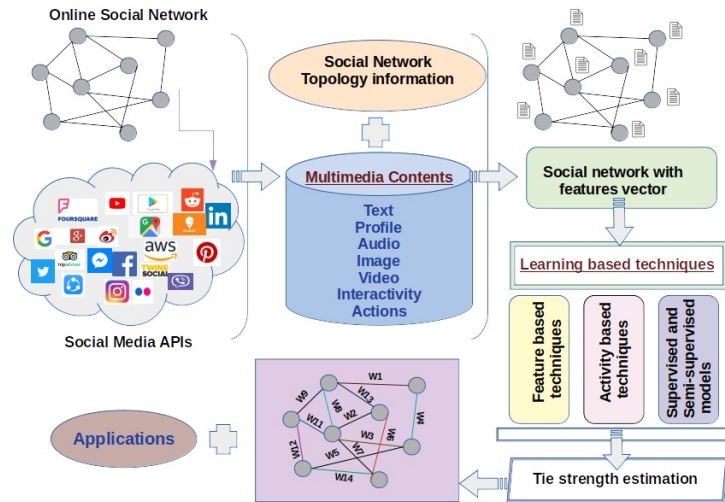 Online Social Network
Social Network
Topology information
Multimedia Contents
Text
Profile
Audio
Image
Video
Interactivity
Actions
Social network with
features vector
Learning based techniques
Feature based
techniques
Activity based
techniques
Supervised and
Semi-supervised
models
FOURSQUARE
in
G
g+
aws
tripadvisor
f
TWINE
SOCIAL
Social Media APIs
Applications
W1
W9
W13
W8
W2
W4
W11
W6
W3
W12
W5
W7
W14
Tie strength estimation